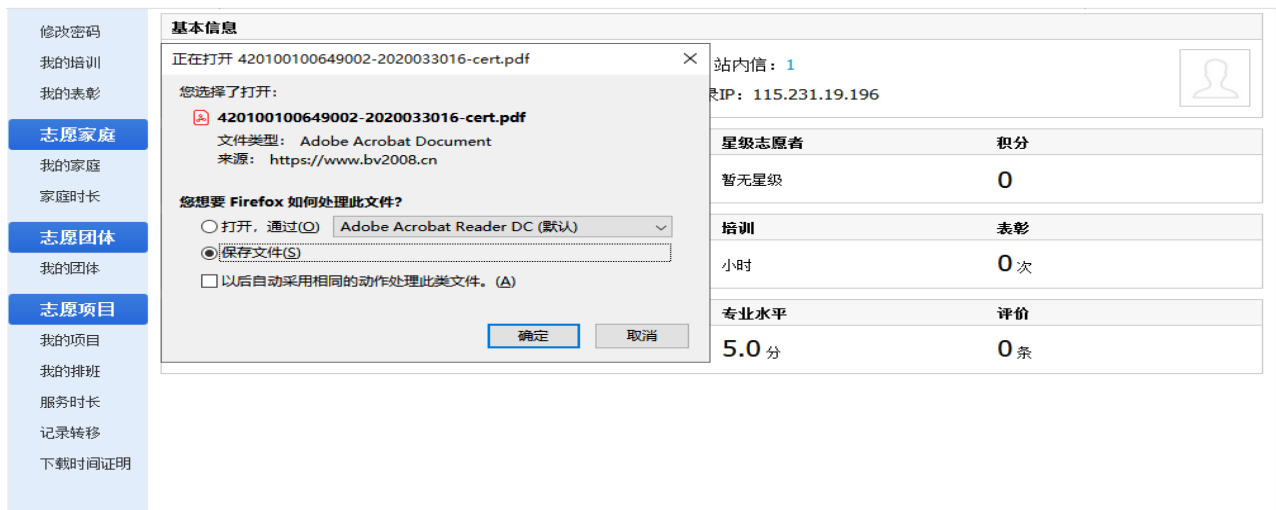 修改密码
我的培训
我的表彰
志愿家庭
我的家庭
家庭时长
志愿团体
我的团体
志愿项目
我的项目
我的排班
服务时长
记录转移
下载时间证明
基本信息
正在打开 420100100649002-2020033016-cert.pdf
您选择了打开：
420100100649002-2020033016-cert.pdf
文件类型： Adobe Acrobat Document
来源： https://www.bv2008.cn
您想要 Firefox 如何处理此文件?
打开，通过(O) Adobe Acrobat Reader DC (默认)
保存文件(S)
以后自动采用相同的动作处理此类文件。(A)
确定 取消
站内信：1
录IP：115.231.19.196
星级志愿者 积分
暂无星级 0
培训 表彰
小时 0 次
专业水平 评价
5.0 分 0 条